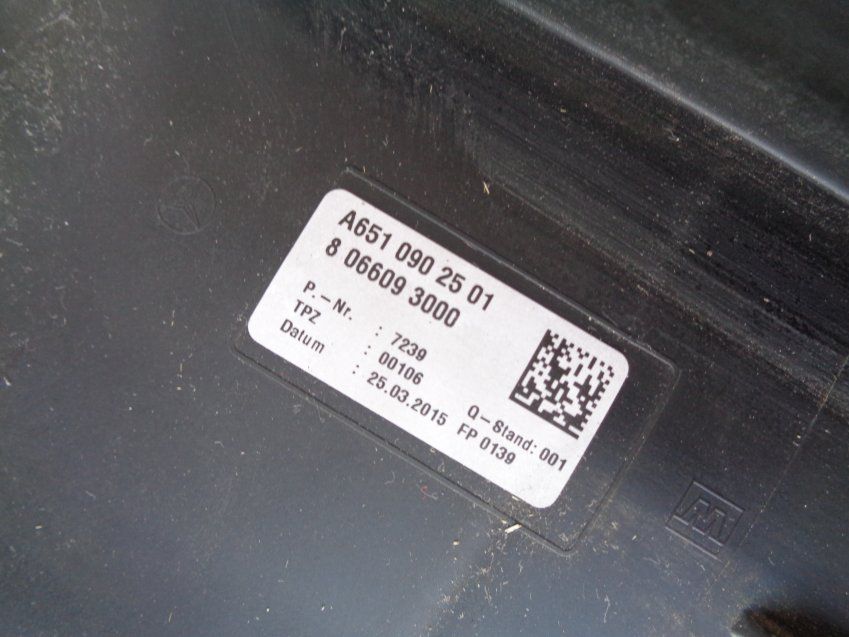 A651 090 25 01
8 06609 3000
P.-Nr. : 7239
TPZ : 00106 Q-Stand: 001
Datum : 25.03.2015 FP 0139